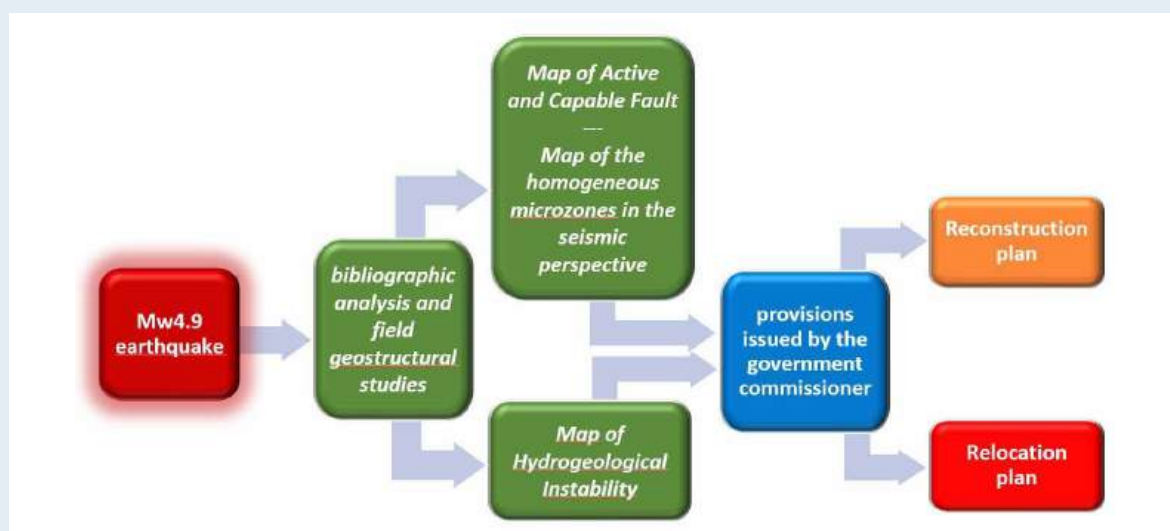 Mw4.9
earthquake
bibliographic
analysis and
field
geostructural
studies
Map of Active
and Capable Fault
---
Map of the
homogeneous
microzones in the
seismic
perspective
Map of
Hydrogeological
Instability
provisions
issued by the
government
commissioner
Reconstruction
plan
Relocation
plan